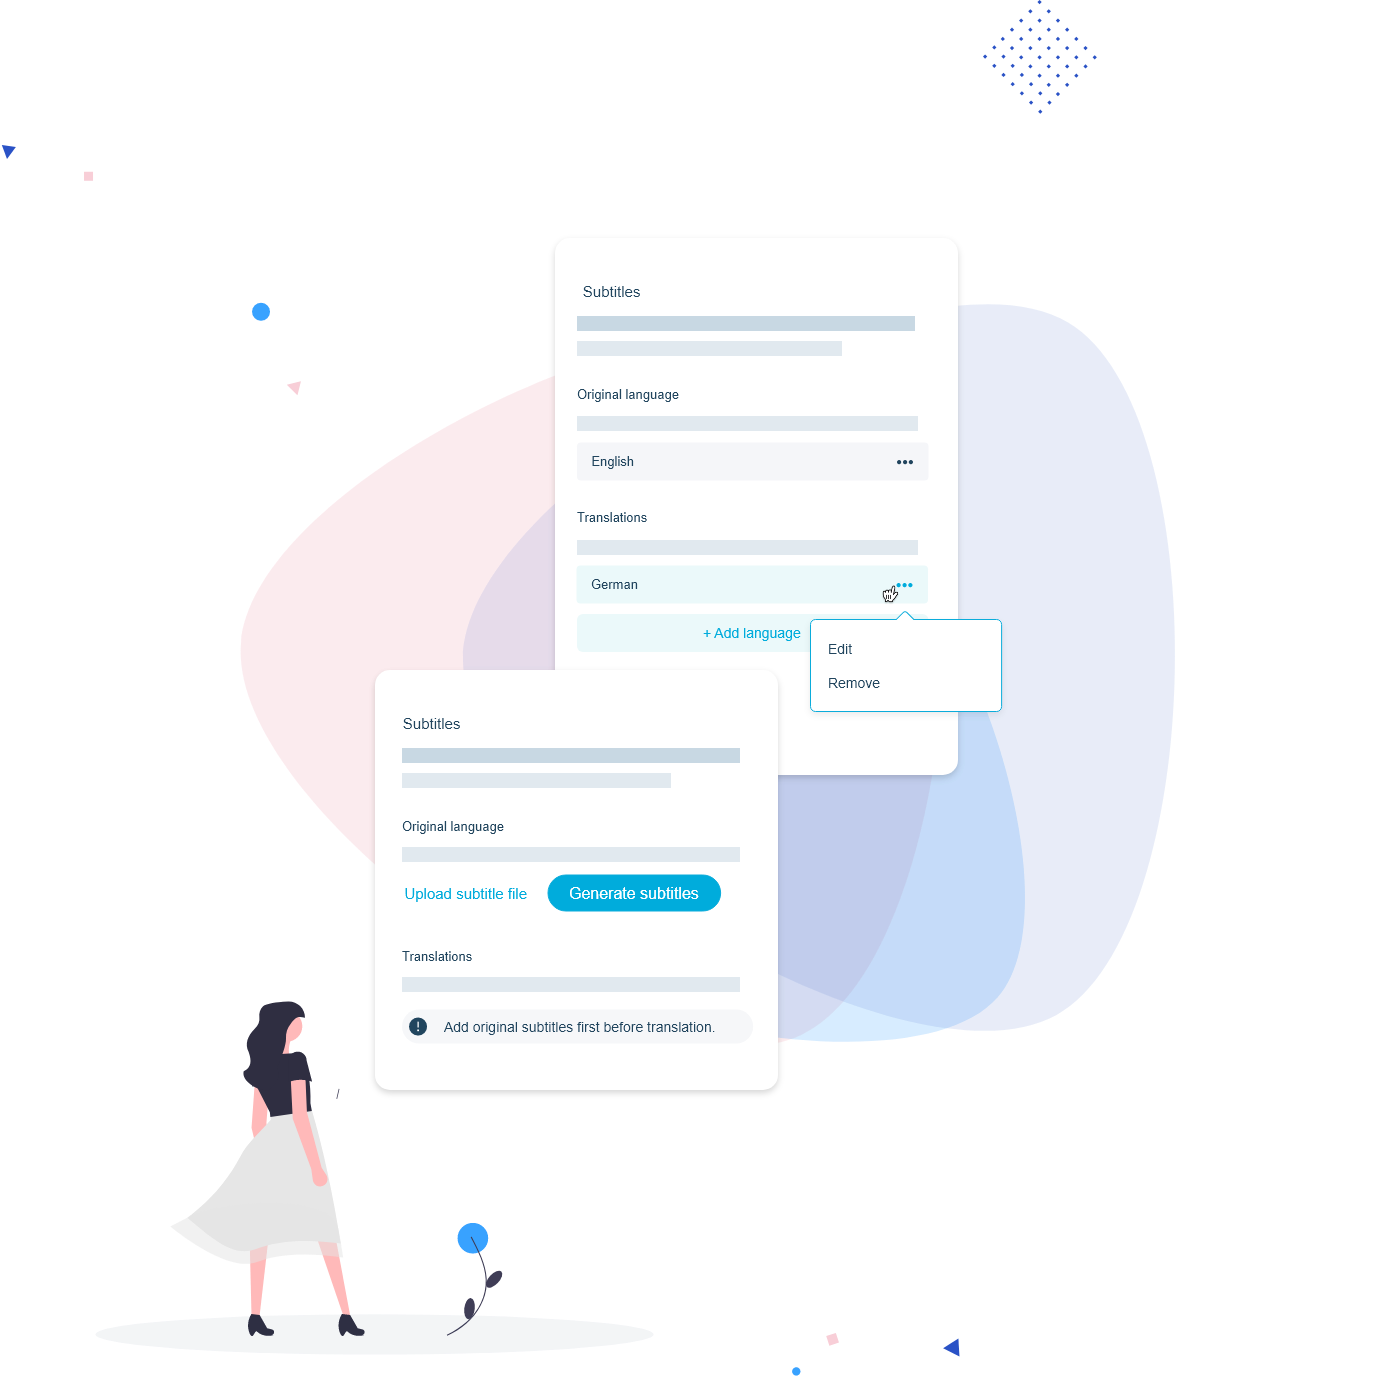 Subtitles
Original language
English
Translations
German
+ Add language
Edit
Remove
Subtitles
Original language
Upload subtitle file
Generate subtitles
Translations
! Add original subtitles first before translation.